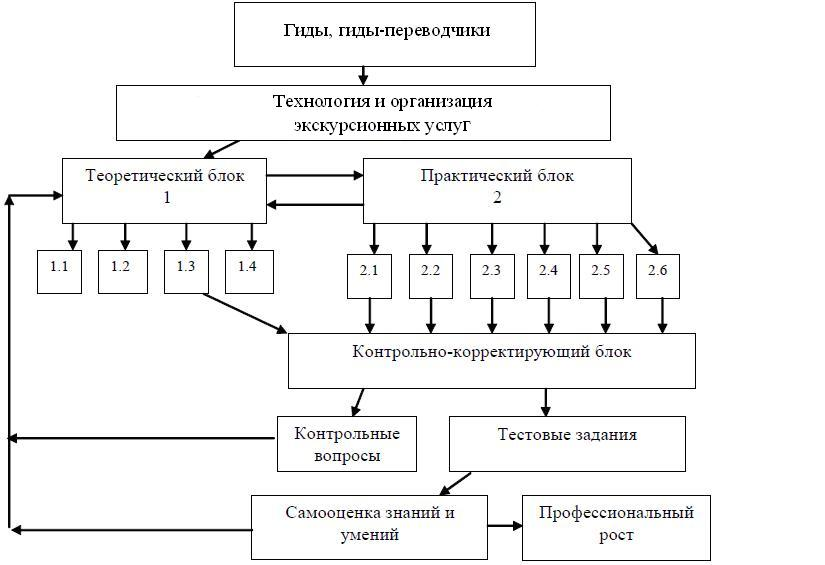 Гиды, гиды-переводчики
Технология и организация
экскурсионных услуг
Теоретический блок
1
Практический блок
2
1.1
1.2
1.3
1.4
2.1
2.2
2.3
2.4
2.5
2.6
Контрольно-корректирующий блок
Контрольные
вопросы
Тестовые задания
Самооценка знаний и
умений
Профессиональный
рост